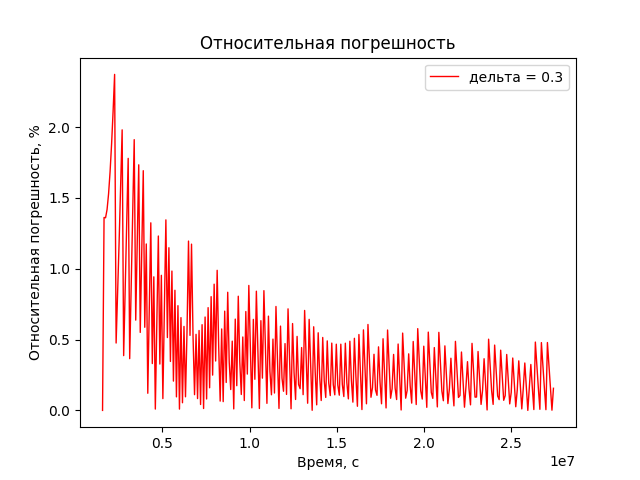 Относительная погрешность
дельта = 0.3
Относительная погрешность, %
2.0
1.5
1.0
0.5
0.0
0.5
1.0
1.5
2.0
2.5
1e7
Время, с